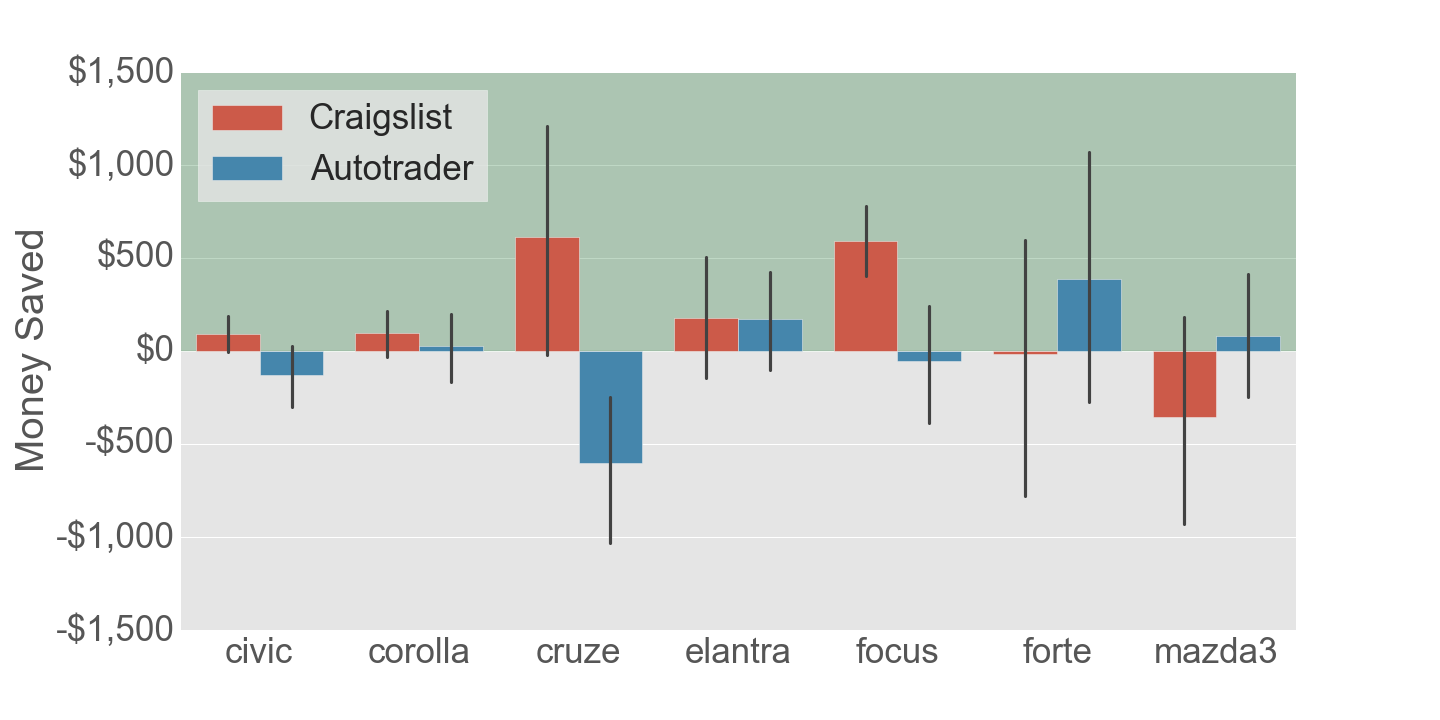 $1,500
$1,000
$500
$0
-$500
-$1,000
-$1,500
Money Saved
Craigslist
Autotrader
civic corolla cruze elantra focus forte mazda3